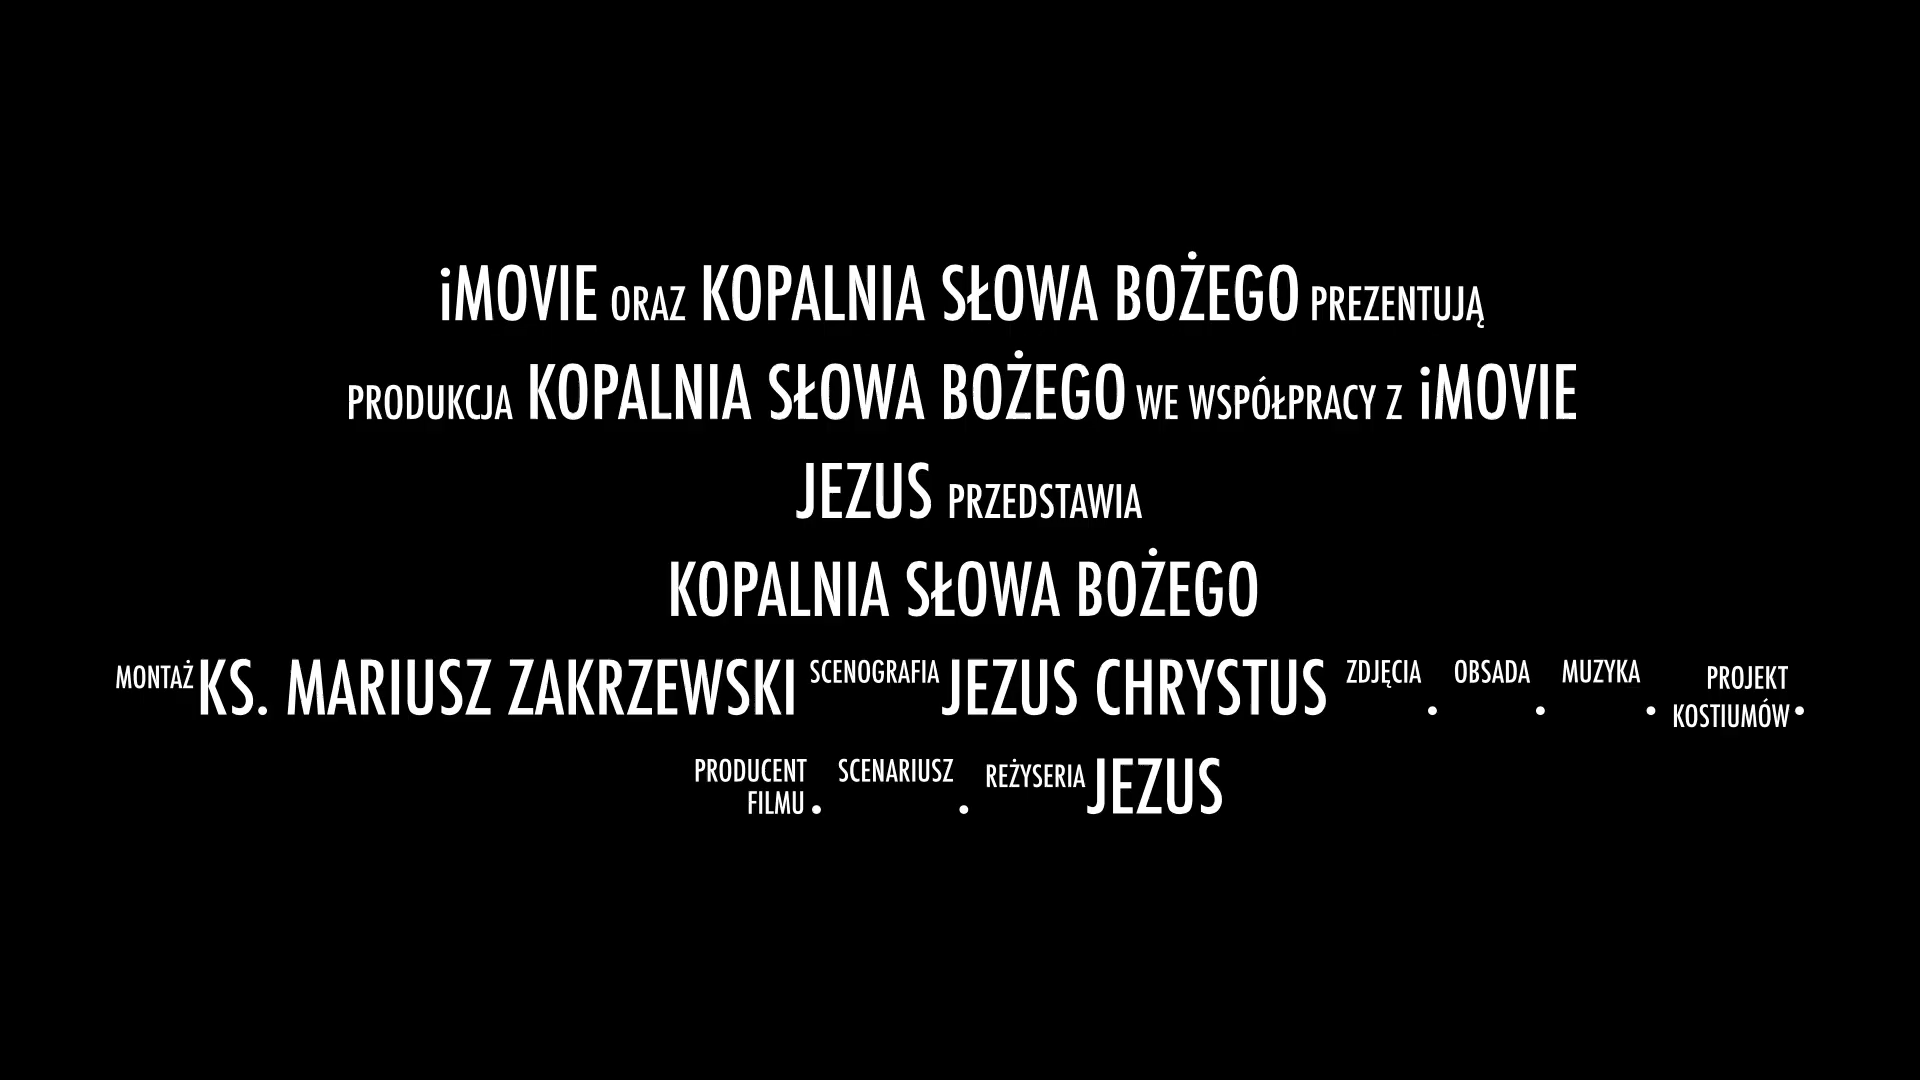 iMOVIE ORAZ KOPALNIA SŁOWA BOŻEGO PREZENTUJĄ
PRODUKCJA KOPALNIA SŁOWA BOŻEGO WE WSPÓŁPRACY Z iMOVIE
JEZUS PRZEDSTAWIA
KOPALNIA SŁOWA BOŻEGO
MONTAŻ KS. MARIUSZ ZAKRZEWSKI SCENOGRAFIA JEZUS CHRYSTUS ZDJĘCIA . OBSADA . MUZYKA . PROJEKT KOSTIUMÓW .
PRODUCENT FILMU . SCENARIUSZ . REŻYSERIA JEZUS